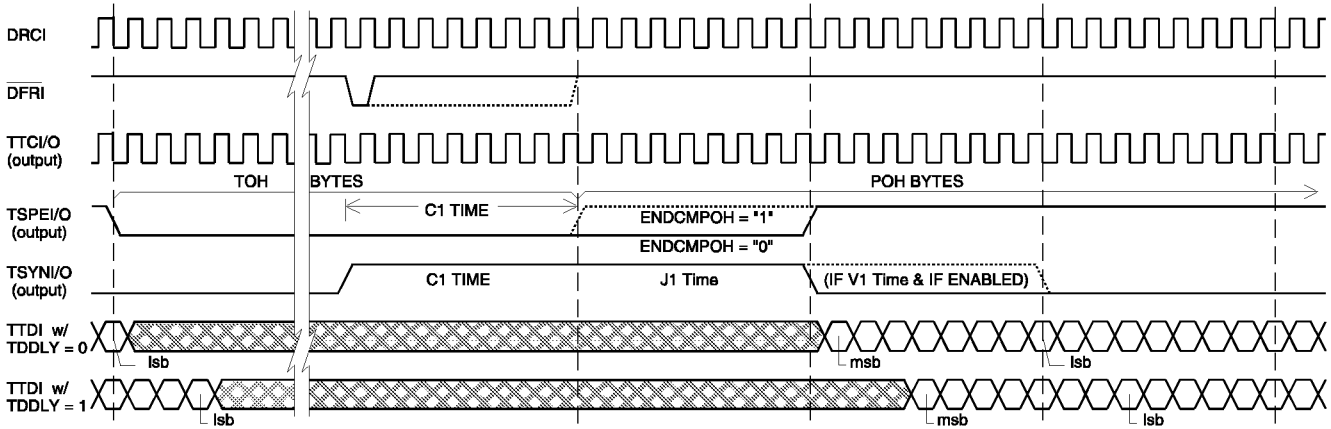 DRCI
DFRI
TTCI/O
(output)
TOH BYTES
POH BYTES
TSPEI/O
(output)
C1 TIME
ENDCMPOH = "1"
ENDCMPOH = "0"
TSYNI/O
(output)
C1 TIME
J1 Time
(IF V1 Time & IF ENABLED)
TTDI w/
TDDLY = 0
lsb
msb
lsb
TTDI w/
TDDLY = 1
lsb
msb
lsb